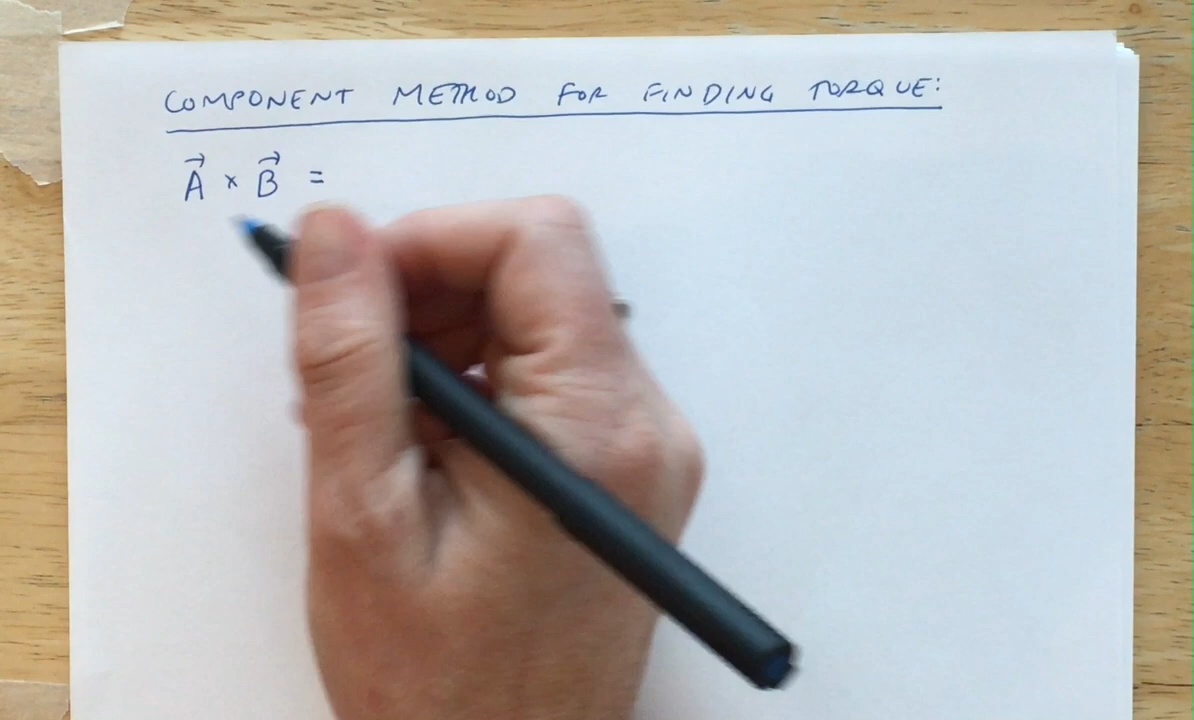 COMPONENT METHOD FOR FINDING TORQUE:
A⃗ × B⃗ =